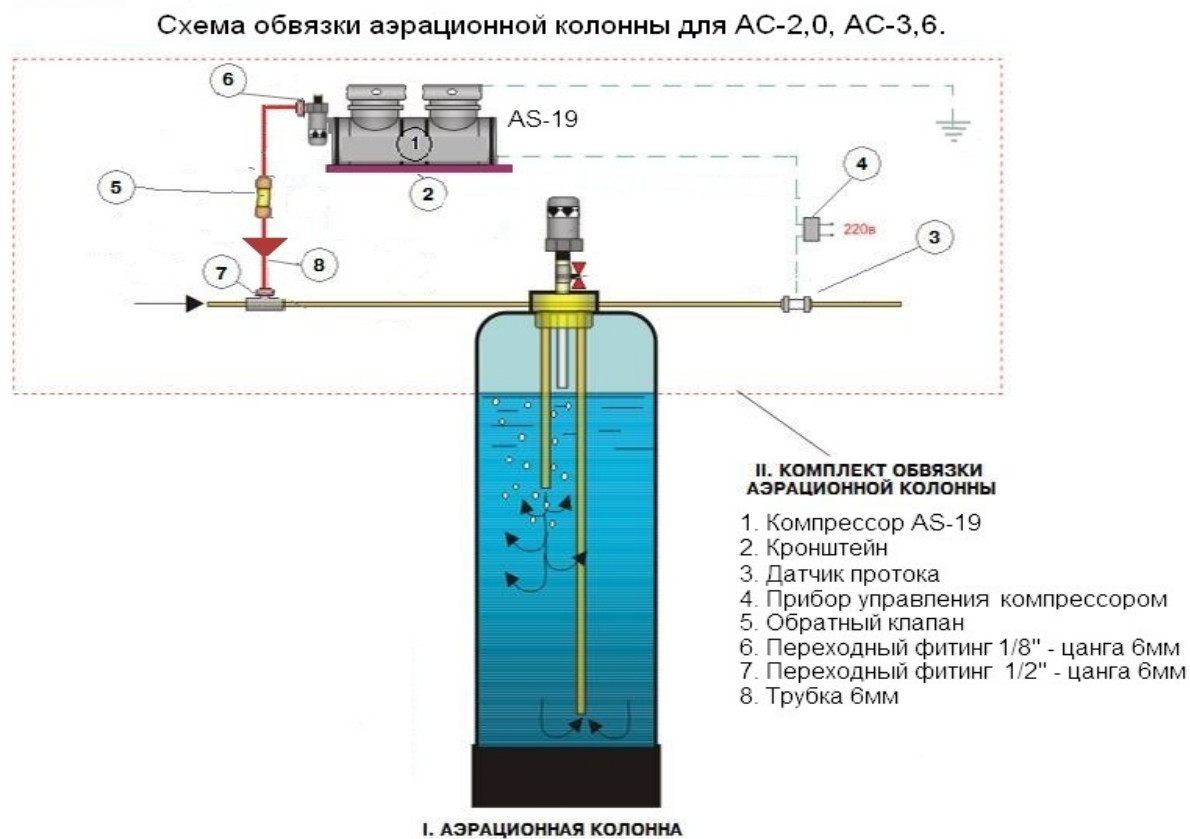 Схема обвязки аэрационной колонны для АС-2,0, АС-3,6.
6
AS-19
1
4
5
2
220в
3
7
8
II. КОМПЛЕКТ ОБВЯЗКИ
АЭРАЦИОННОЙ КОЛОННЫ
1. Компрессор AS-19
2. Кронштейн
3. Датчик протока
4. Прибор управления компрессором
5. Обратный клапан
6. Переходный фитинг 1/8" - цанга 6мм
7. Переходный фитинг 1/2" - цанга 6мм
8. Трубка 6мм
I. АЭРАЦИОННАЯ КОЛОННА